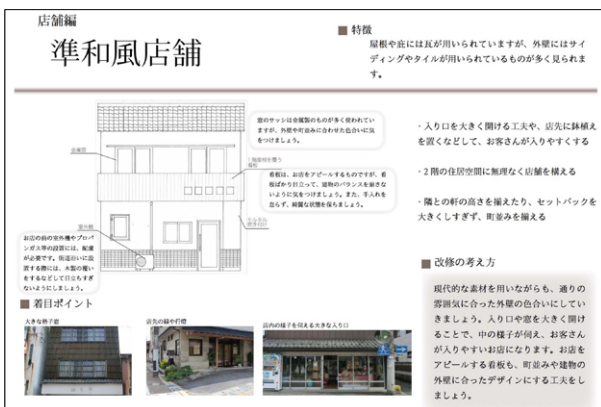 店舗編
準和風店舗
■ 特徴
屋根や庇には瓦が用いられていますが、外壁にはサイ
ディングやタイルが用いられているものが多く見られま
す。
窓のサッシは金属製のものが多く使われてい
ますが、外壁や町並みに合わせた色合いに気
をつけましょう。
金属窓
1階屋根を覆う
看板
看板は、お店をアピールするものですが、看
板ばかり目立って、建物のバランスを崩さな
いように気をつけましょう。また、手入れを
怠らず、綺麗な状態を保ちましょう。
室外機
お店の前の室外機やプロパ
ンガス等の設置には、配慮
が必要です。街道沿いに設
置する際には、木製の覆い
をするなどして目立ちすぎ
ないようにしましょう。
・入り口を大きく開ける工夫や、店先に鉢植え
を置くなどして、お客さんが入りやすくする
・2階の住居空間に無理なく店舗を構える
・隣との軒の高さを揃えたり、セットバックを
大きくしすぎず、町並みを揃える
■ 着目ポイント
大きな格子窓
店先の緑や灯燈
店内の様子を伺える大きな入り口
■ 改修の考え方
現代的な素材を用いながらも、通りの
雰囲気に合った外壁の色合いにしてい
きましょう。入り口や窓を大きく開け
ることで、中の様子が伺え、お客さん
が入りやすいお店になります。お店を
アピールする看板も、町並みや建物の
外壁に合ったデザインにする工夫をし
ましょう。